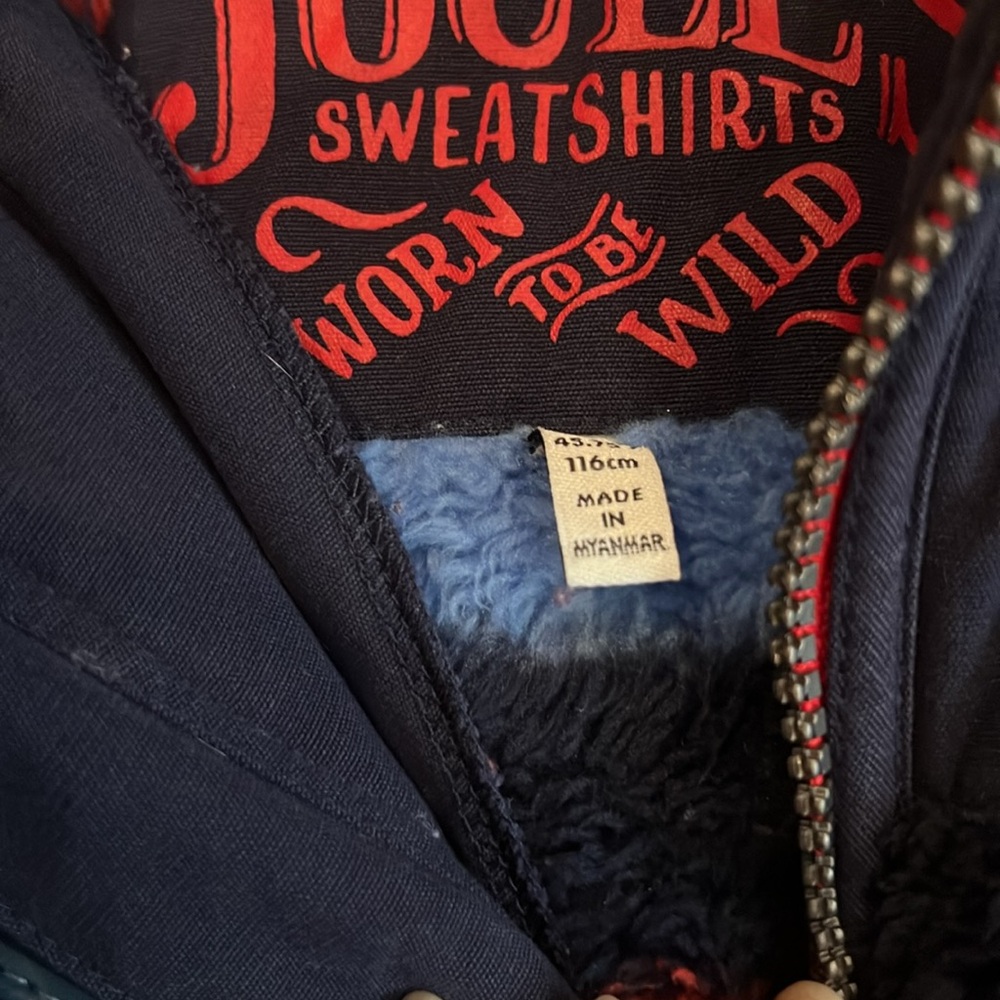 SWEATSHIRTS
WORN TO BE WILD
116cm
MADE
IN
MYANMAR